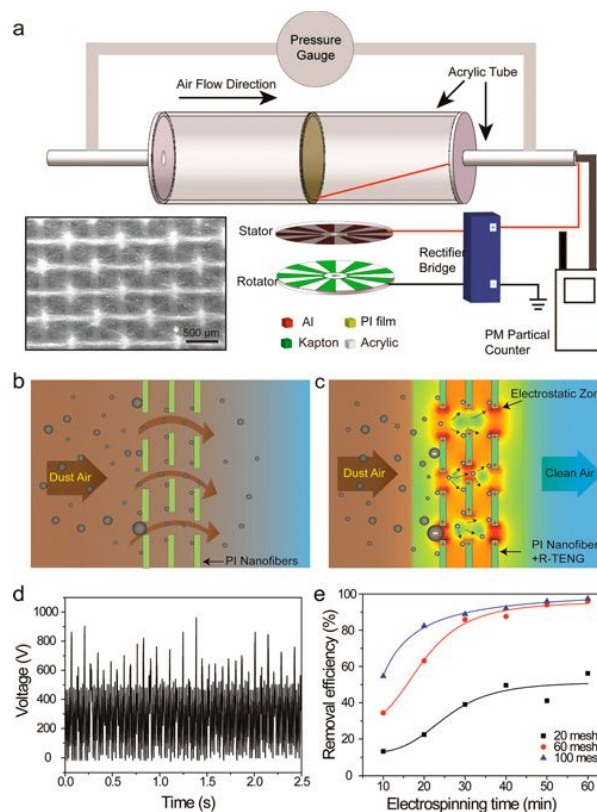 a
Pressure
Gauge
Air Flow Direction
Acrylic Tube
Stator
Rotator
Rectifier
Bridge
500 μm
Al
PI film
Kapton
Acrylic
PM Partical
Counter
b
Dust Air
PI Nanofibers
c
Electrostatic Zon
Dust Air
Clean Air
PI Nanofiber
+R-TENG
d
Voltage (V)
1000
800
600
400
200
0
0.0 0.5 1.0 1.5 2.0 2.5
Time (s)
e
Removal efficiency (%)
100
80
60
40
20
0
10 20 30 40 50 60
Electrospinning time (min)
20 mesh
60 mesh
100 mes